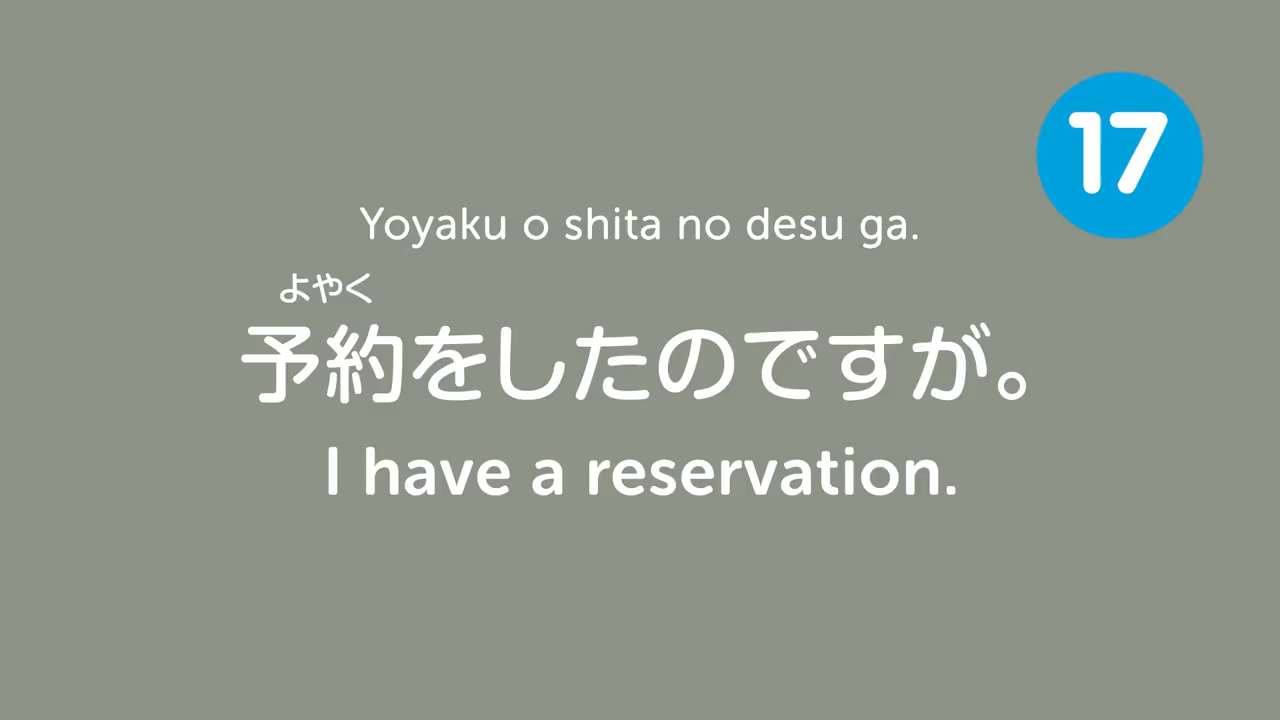 17
Yoyaku o shita no desu ga.
よやく
予約をしたのですが。
I have a reservation.